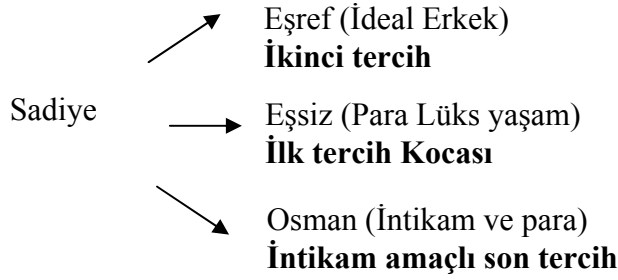 Eşref (İdeal Erkek)
İkinci tercih
Sadiye
Eşsiz (Para Lüks yaşam)
İlk tercih Kocası
Osman (İntikam ve para)
İntikam amaçlı son tercih